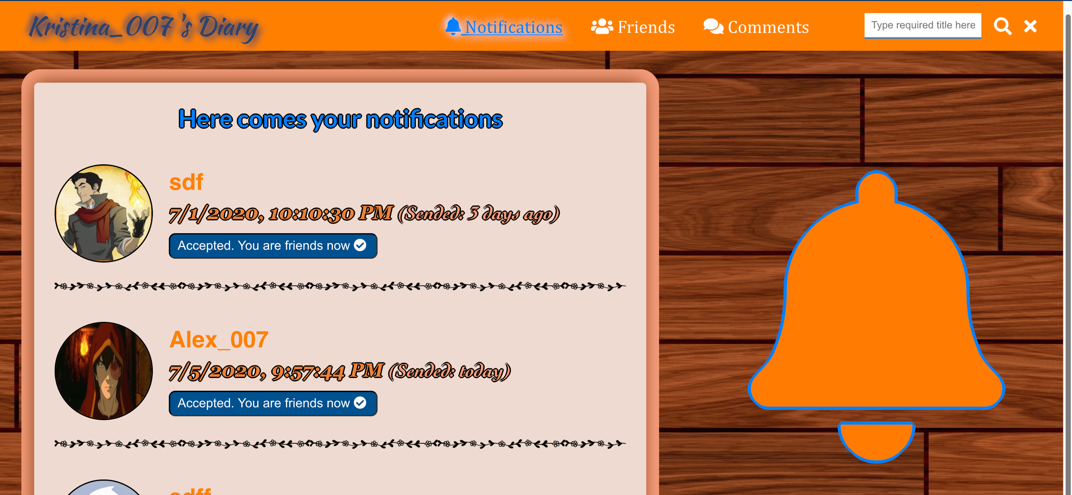 Kristina_007 's Diary
Notifications
Friends
Comments
Type required title here
Here comes your notifications
sdf
7/1/2020, 10:10:30 PM (Sended: 3 days ago)
Accepted. You are friends now
Alex_007
7/5/2020, 9:57:44 PM (Sended: today)
Accepted. You are friends now
sdff